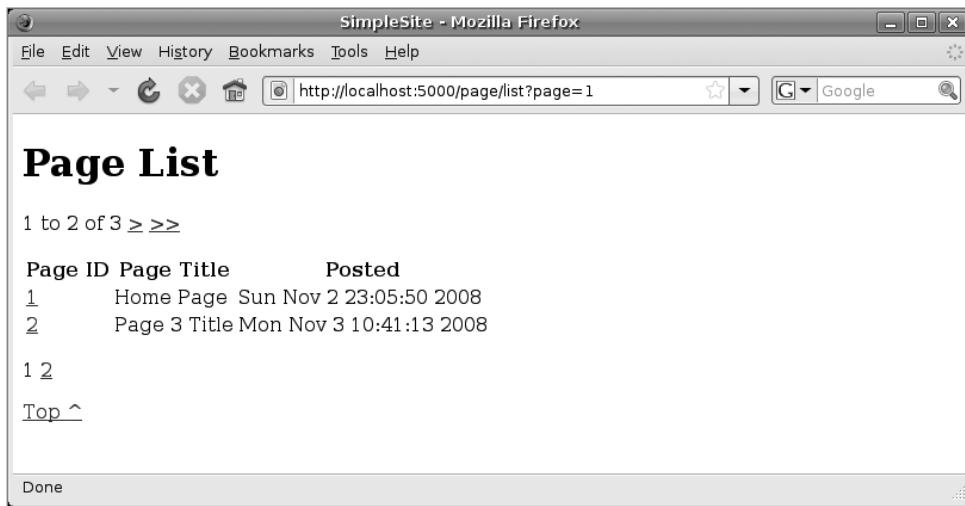 SimpleSite - Mozilla Firefox
File Edit View History Bookmarks Tools Help
http://localhost:5000/page/list?page=1 G Google
Page List
1 to 2 of 3 > >>
Page ID Page Title Posted
1 Home Page Sun Nov 2 23:05:50 2008
2 Page 3 Title Mon Nov 3 10:41:13 2008
1 2
Top ^
Done